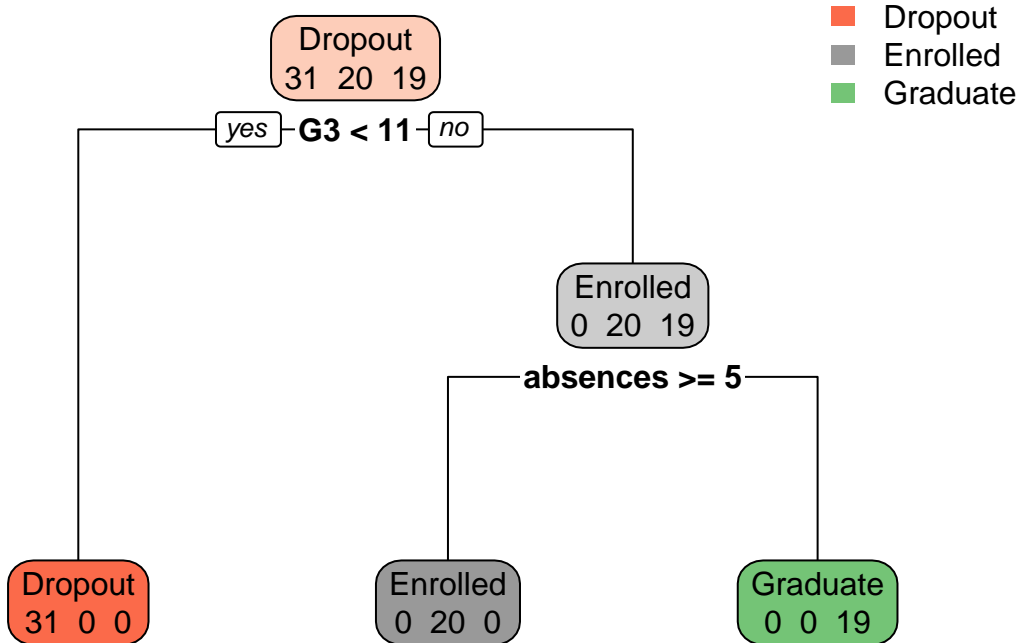 Dropout
31 20 19
Dropout
Enrolled
Graduate
yes G3 < 11 no
Enrolled
0 20 19
absences >= 5
Dropout
31 0 0
Enrolled
0 20 0
Graduate
0 0 19